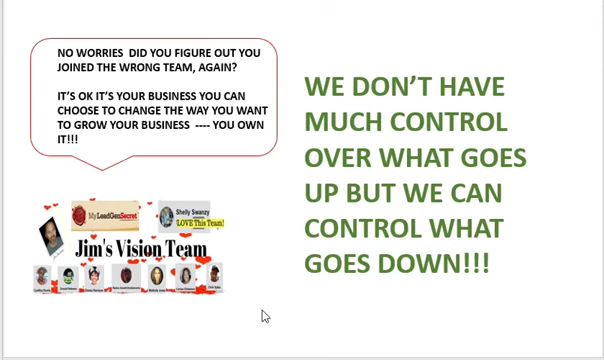 NO WORRIES  DID YOU FIGURE OUT YOU
JOINED THE WRONG TEAM, AGAIN?
IT’S OK IT’S YOUR BUSINESS YOU CAN
CHOOSE TO CHANGE THE WAY YOU WANT
TO GROW YOUR BUSINESS  ---- YOU OWN
IT!!!
MyLeadGenSecret
Shelly Swanzy
LOVE This Team!
Jim's Vision Team
WE DON’T HAVE
MUCH CONTROL
OVER WHAT GOES
UP BUT WE CAN
CONTROL WHAT
GOES DOWN!!!